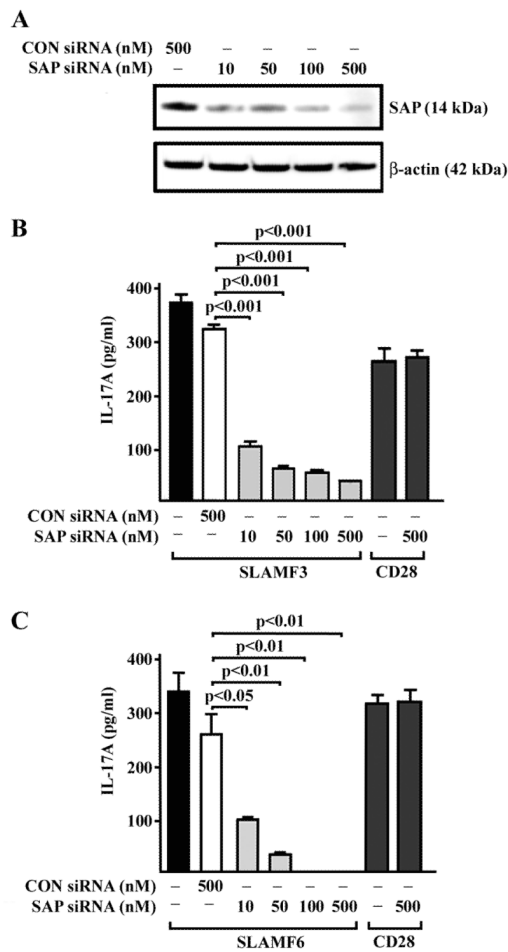 A
CON siRNA (nM) 500 – – – –
SAP siRNA (nM) – 10 50 100 500
SAP (14 kDa)
β-actin (42 kDa)
B
p<0.001
p<0.001
p<0.001
p<0.001
400
300
200
100
IL-17A (pg/ml)
CON siRNA (nM) – 500 – – – – – –
SAP siRNA (nM) – – 10 50 100 500 – 500
SLAMF3 CD28
C
p<0.01
p<0.01
p<0.01
p<0.05
400
300
200
100
IL-17A (pg/ml)
CON siRNA (nM) – 500 – – – – – –
SAP siRNA (nM) – – 10 50 100 500 – 500
SLAMF6 CD28